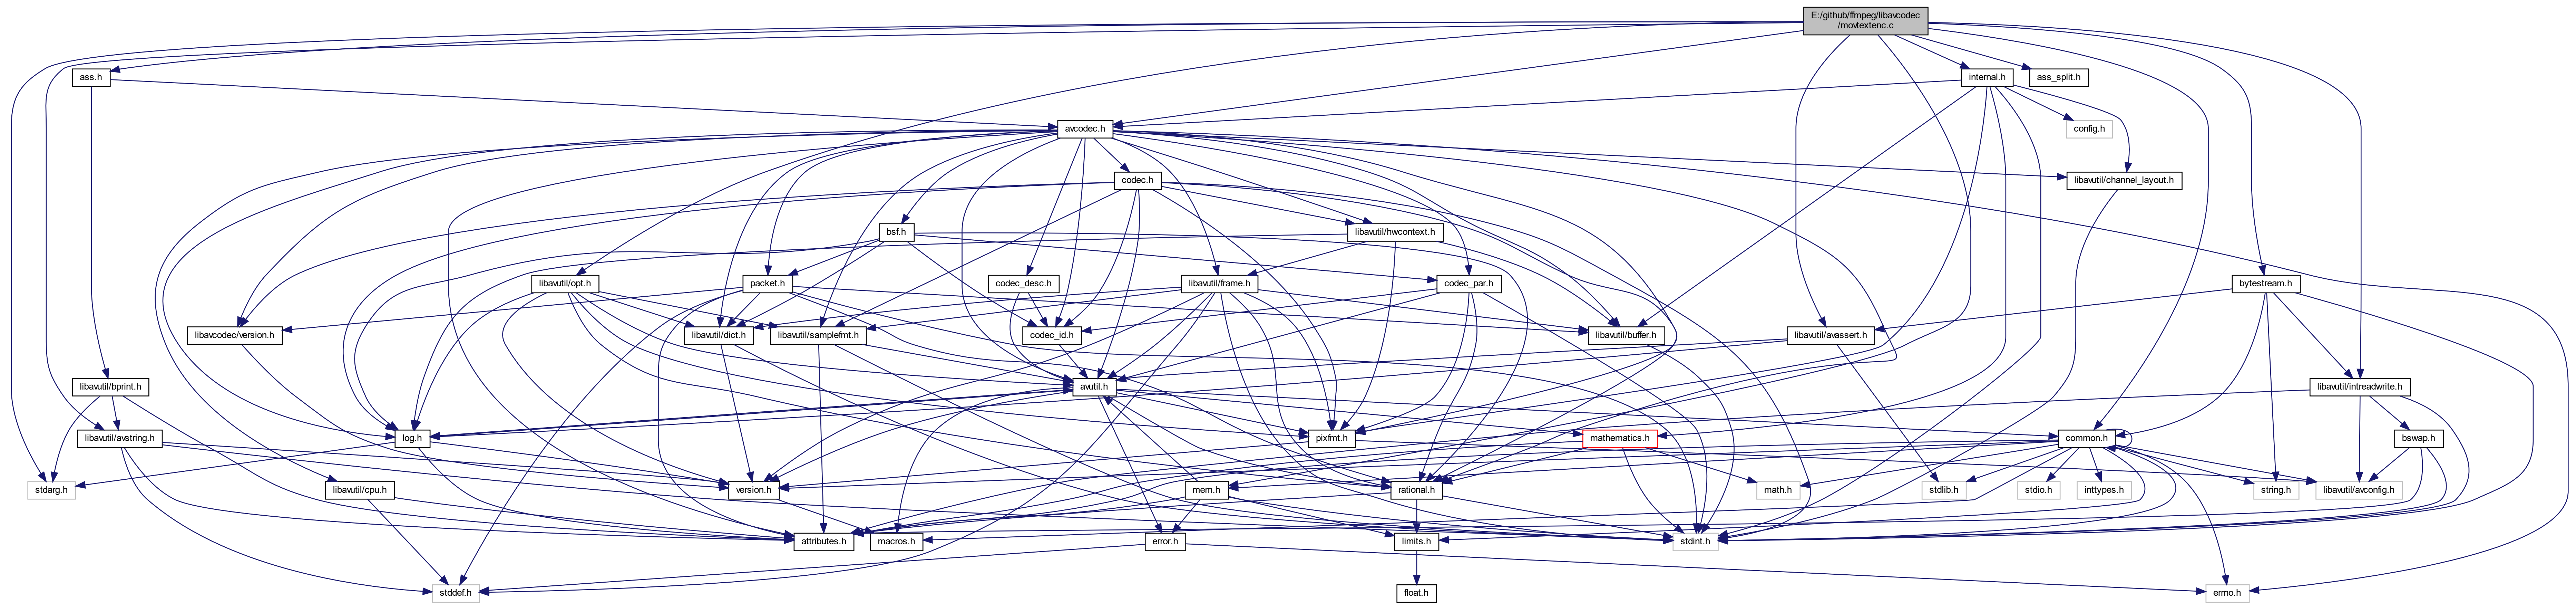 E:/github/ffmpeg/libavcodec
/movtextenc.c
ass.h
internal.h
ass_split.h
avcodec.h
config.h
codec.h
libavutil/channel_layout.h
bsf.h
libavutil/hwcontext.h
libavutil/opt.h
packet.h
codec_desc.h
libavutil/frame.h
codec_par.h
bytestream.h
libavcodec/version.h
libavutil/dict.h
libavutil/samplefmt.h
codec_id.h
libavutil/buffer.h
libavutil/avassert.h
libavutil/bprint.h
avutil.h
libavutil/intreadwrite.h
libavutil/avstring.h
log.h
pixfmt.h
mathematics.h
common.h
bswap.h
stdarg.h
libavutil/cpu.h
version.h
mem.h
rational.h
math.h
stdlib.h
stdio.h
inttypes.h
string.h
libavutil/avconfig.h
attributes.h
macros.h
error.h
limits.h
stdint.h
stddef.h
float.h
errno.h